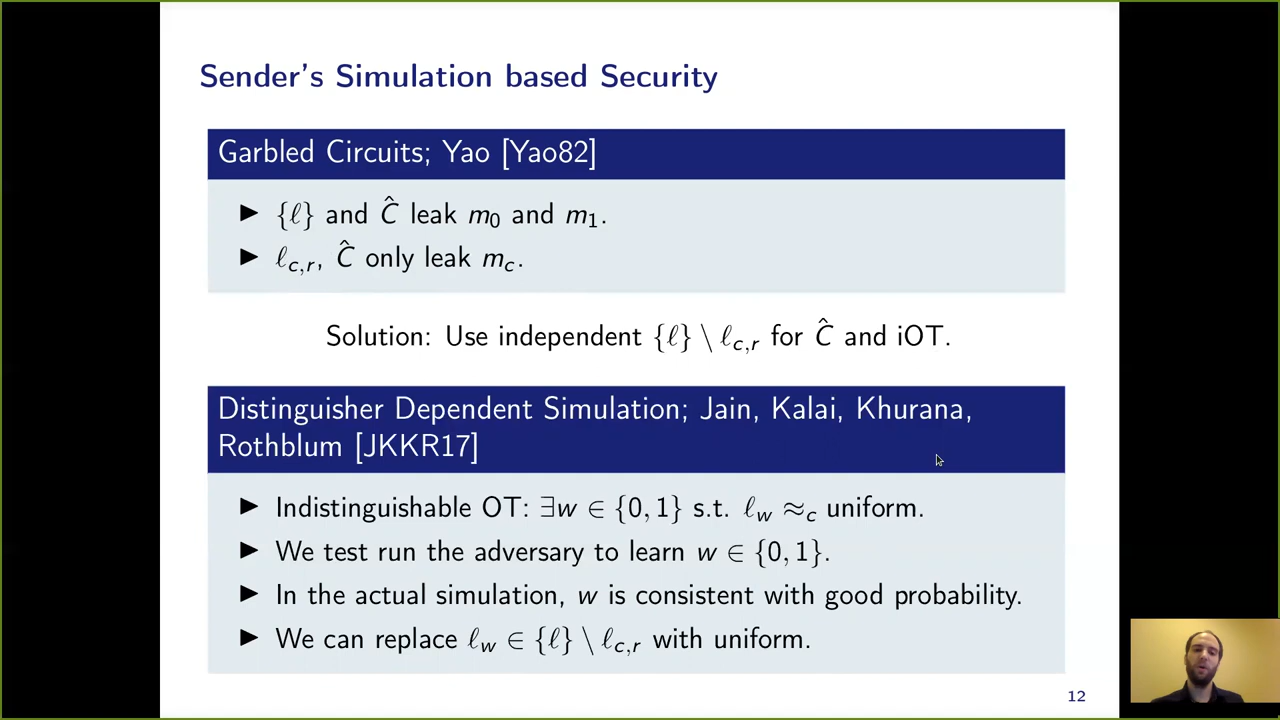 Sender's Simulation based Security
Garbled Circuits; Yao [Yao82]
▶ {ℓ} and Ĉ leak m₀ and m₁.
▶ ℓ_{c,r}, Ĉ only leak m_c.
Solution: Use independent {ℓ} \ ℓ_{c,r} for Ĉ and iOT.
Distinguisher Dependent Simulation; Jain, Kalai, Khurana,
Rothblum [JKKR17]
▶ Indistinguishable OT: ∃w ∈ {0, 1} s.t. ℓ_w ≈_c uniform.
▶ We test run the adversary to learn w ∈ {0, 1}.
▶ In the actual simulation, w is consistent with good probability.
▶ We can replace ℓ_w ∈ {ℓ} \ ℓ_{c,r} with uniform.
12